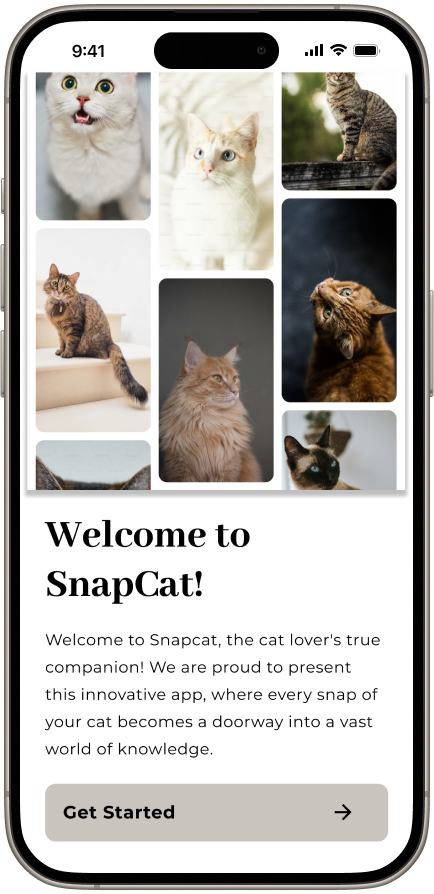 9:41
Welcome to
SnapCat!
Welcome to Snapcat, the cat lover's true
companion! We are proud to present
this innovative app, where every snap of
your cat becomes a doorway into a vast
world of knowledge.
Get Started